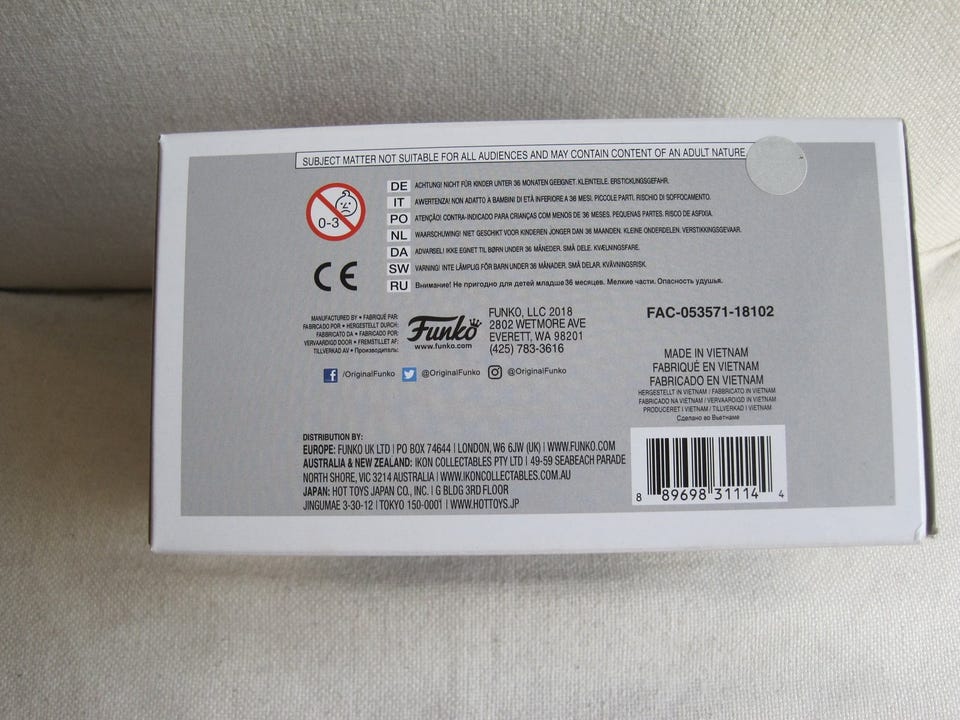 SUBJECT MATTER NOT SUITABLE FOR ALL AUDIENCES AND MAY CONTAIN CONTENT OF AN ADULT NATURE
0-3
DE ACHTUNG! NICHT FÜR KINDER UNTER 36 MONATEN GEEIGNET. KLEINTEILE. ERSTICKUNGSGEFAHR.
IT AWERTENZA! NON ADATTO A BAMBINI DI ETÀ INFERIORE A 36 MESI. PICCOLE PARTI. RISCHIO DI SOFFOCAMENTO.
PO ATENÇÃO! CONTRA-INDICADO PARA CRIANÇAS COM MENOS DE 36 MESES. PEQUENAS PARTES. RISCO DE ASFIXIA.
NL WAARSCHUWING! NIET GESCHIKT VOOR KINDEREN JONGER DAN 36 MAANDEN. KLEINE ONDERDELEN. VERSTIKKINGSGEVAAR.
DA ADVARSEL! IKKE EGNET TIL BØRN UNDER 36 MÅNEDER. SMÅ DELE. KVÆLNINGSFARE.
SW VARNING! INTE LÄMPLIG FÖR BARN UNDER 36 MÅNADER. SMÅ DELAR. KVÄVNINGSRISK.
RU Внимание! Не пригодно для детей младше 36 месяцев. Мелкие части. Опасность удушья.
CE
MANUFACTURED BY • FABRIQUÉ PAR:
FABRICADO POR • HERGESTELLT DURCH:
FABBRICATO DA • FABRICADO POR:
VERVAARDIGD DOOR • FREMSTILLET AF:
TILLVERKAD AV • Производитель:
Funko
www.funko.com
FUNKO, LLC 2018
2802 WETMORE AVE
EVERETT, WA 98201
(425) 783-3616
/OriginalFunko @OriginalFunko @OriginalFunko
FAC-053571-18102
MADE IN VIETNAM
FABRIQUÉ EN VIETNAM
FABRICADO EN VIETNAM
HERGESTELLT IN VIETNAM / FABBRICATO IN VIETNAM
FABRICADO NA VIETNAM / VERVAARDIGD IN VIETNAM
PRODUCERET I VIETNAM / TILLVERKAD I VIETNAM
Сделано во Вьетнаме
DISTRIBUTION BY:
EUROPE: FUNKO UK LTD | PO BOX 74644 | LONDON, W6 6JW (UK) | WWW.FUNKO.COM
AUSTRALIA & NEW ZEALAND: IKON COLLECTABLES PTY LTD | 49-59 SEABEACH PARADE
NORTH SHORE, VIC 3214 AUSTRALIA | WWW.IKONCOLLECTABLES.COM.AU
JAPAN: HOT TOYS JAPAN CO., INC. | G BLDG 3RD FLOOR
JINGUMAE 3-30-12 | TOKYO 150-0001 | WWW.HOTTOYS.JP
8 89698 31114 4